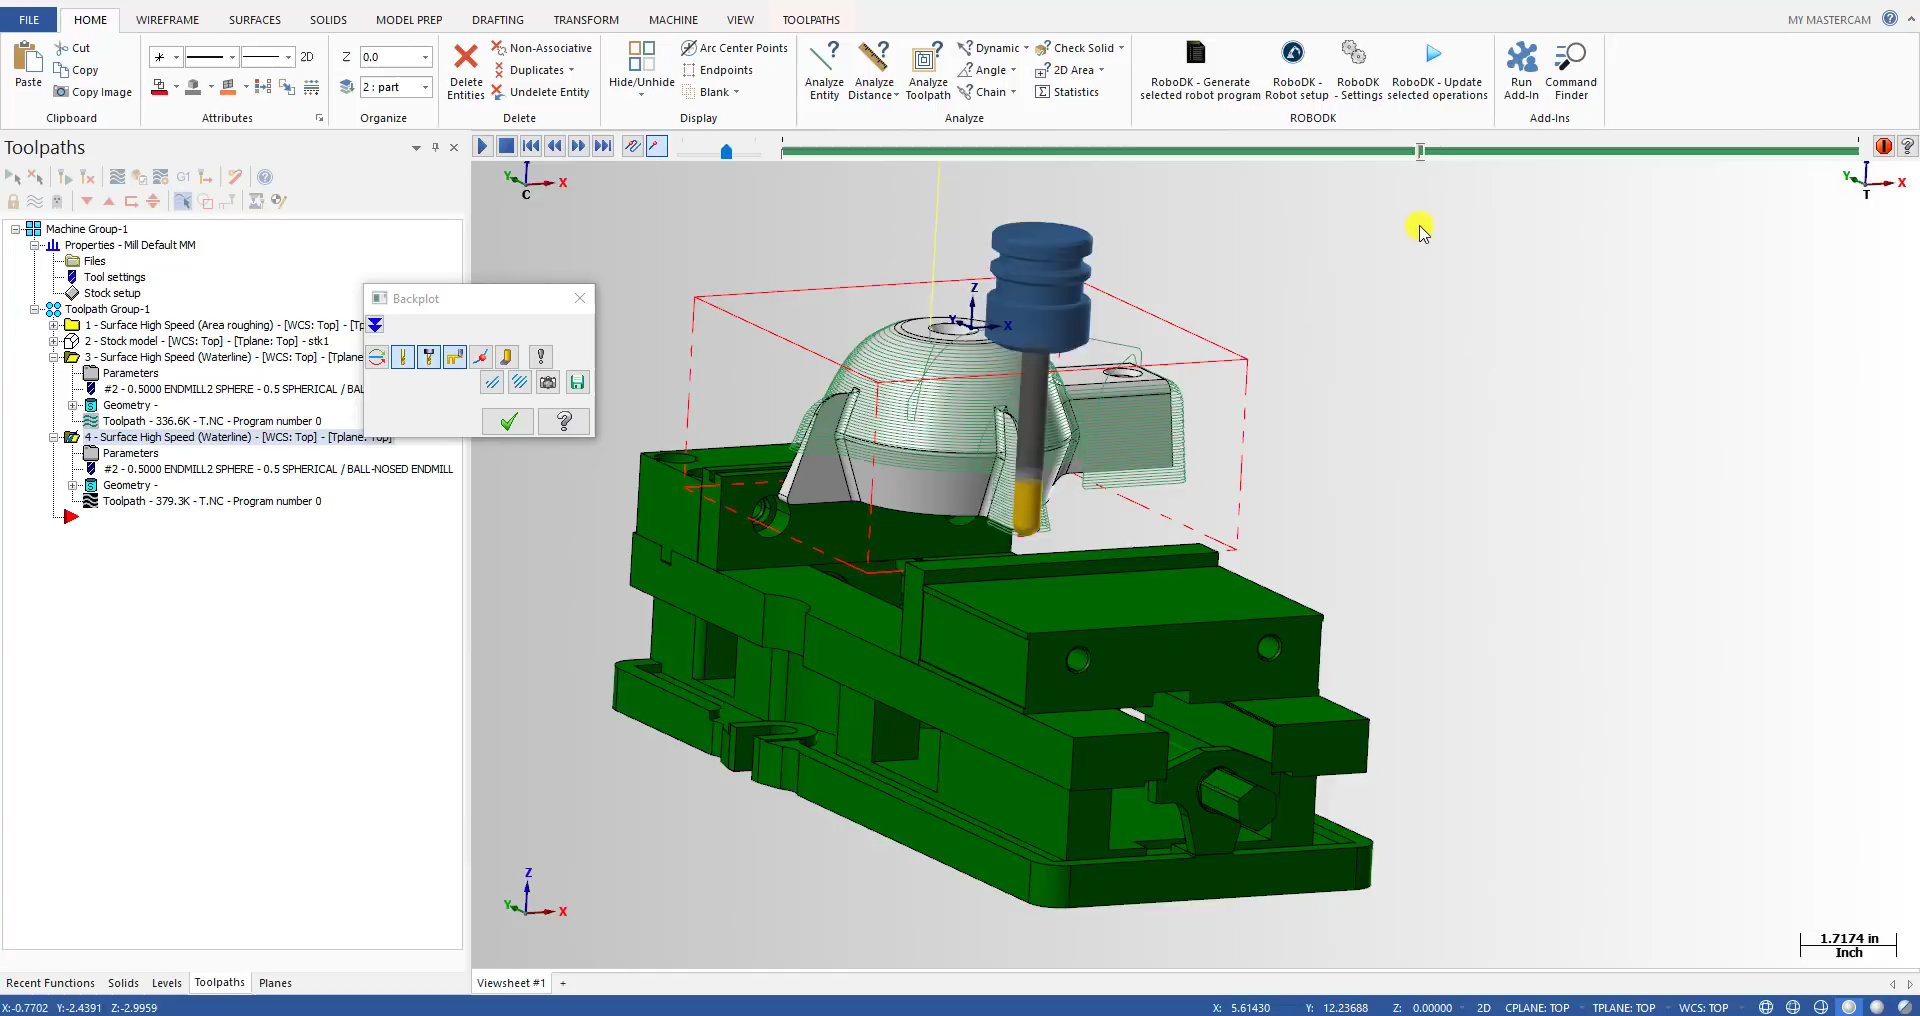 FILE HOME WIREFRAME SURFACES SOLIDS MODEL PREP DRAFTING TRANSFORM MACHINE VIEW TOOLPATHS MY MASTERCAM
Paste
Cut
Copy
Copy Image
Clipboard
2D
Attributes
Z 0.0
2 : part
Organize
Delete
Entities
Non-Associative
Duplicates
Undelete Entity
Delete
Hide/Unhide
Arc Center Points
Endpoints
Blank
Display
Analyze
Entity
Analyze
Distance
Analyze
Toolpath
Dynamic
Angle
Chain
Check Solid
2D Area
Statistics
Analyze
RoboDK - Generate
selected robot program
RoboDK -
Robot setup
RoboDK
- Settings
RoboDK - Update
selected operations
ROBODK
Run
Add-In
Command
Finder
Add-Ins
Toolpaths
G1
Machine Group-1
Properties - Mill Default MM
Files
Tool settings
Stock setup
Toolpath Group-1
1 - Surface High Speed (Area roughing) - [WCS: Top] - [Tp
2 - Stock model - [WCS: Top] - [Tplane: Top] - stk1
3 - Surface High Speed (Waterline) - [WCS: Top] - [Tplane
Parameters
#2 - 0.5000 ENDMILL2 SPHERE - 0.5 SPHERICAL / BAL
Geometry -
Toolpath - 336.6K - T.NC - Program number 0
4 - Surface High Speed (Waterline) - [WCS: Top] - [Tplane: Top]
Parameters
#2 - 0.5000 ENDMILL2 SPHERE - 0.5 SPHERICAL / BALL-NOSED ENDMILL
Geometry -
Toolpath - 379.3K - T.NC - Program number 0
Backplot
Y X
C
Y X
T
Z
Y X
Z
Y X
1.7174 in
Inch
Recent Functions Solids Levels Toolpaths Planes
Viewsheet #1 +
X:-0.7702 Y:-2.4391 Z:-2.9959
X: 5.61430 Y: 12.23688 Z: 0.00000 2D CPLANE: TOP TPLANE: TOP WCS: TOP